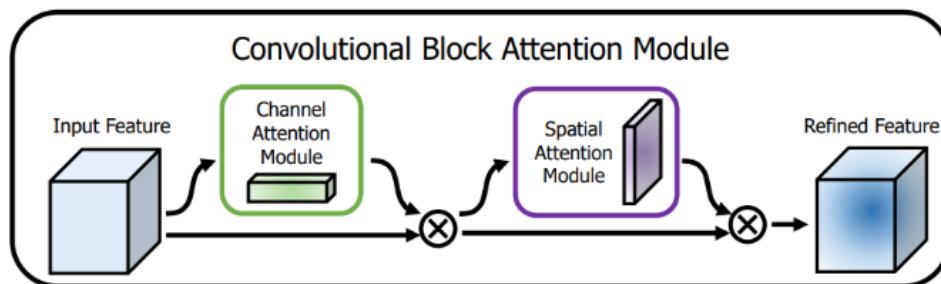 Convolutional Block Attention Module
Input Feature
Channel
Attention
Module
Spatial
Attention
Module
Refined Feature